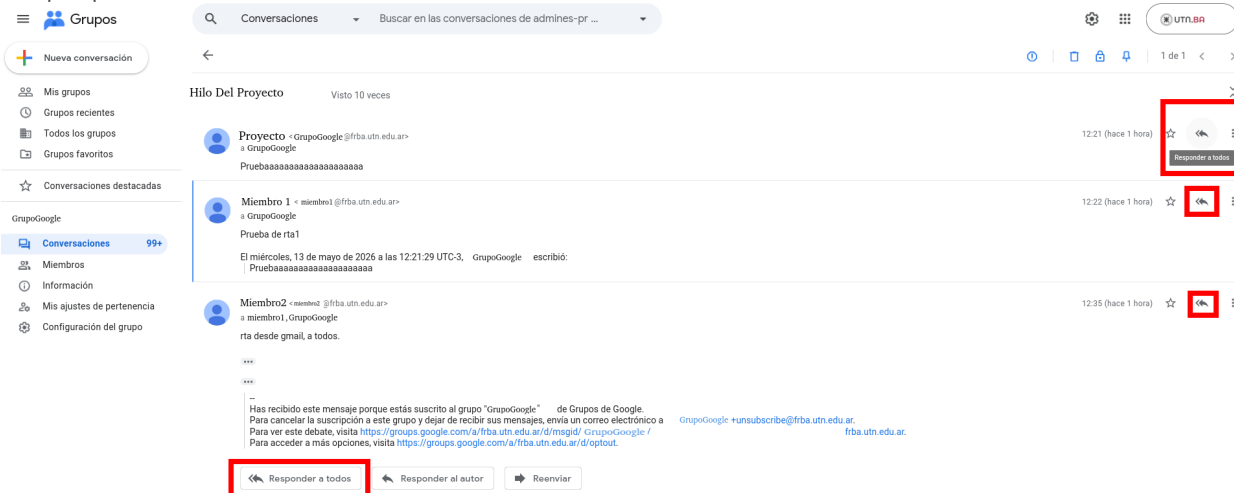 Grupos
Conversaciones
Buscar en las conversaciones de admines-pr ...
UTN.BA
Nueva conversación
1 de 1
Mis grupos
Grupos recientes
Todos los grupos
Grupos favoritos
Conversaciones destacadas
GrupoGoogle
Conversaciones 99+
Miembros
Información
Mis ajustes de pertenencia
Configuración del grupo
Hilo Del Proyecto Visto 10 veces
Proyecto <GrupoGoogle@frba.utn.edu.ar> 12:21 (hace 1 hora)
a GrupoGoogle
Responder a todos
Pruebaaaaaaaaaaaaaaaaaaaaa
Miembro 1 < miembro1@frba.utn.edu.ar> 12:22 (hace 1 hora)
a GrupoGoogle
Prueba de rta1
El miércoles, 13 de mayo de 2026 a las 12:21:29 UTC-3, GrupoGoogle escribió:
Pruebaaaaaaaaaaaaaaaaaaaaa
Miembro2 <miembro2 @frba.utn.edu.ar> 12:35 (hace 1 hora)
a miembro1, GrupoGoogle
rta desde gmail, a todos.
--
Has recibido este mensaje porque estás suscrito al grupo "GrupoGoogle" de Grupos de Google.
Para cancelar la suscripción a este grupo y dejar de recibir sus mensajes, envía un correo electrónico a GrupoGoogle +unsubscribe@frba.utn.edu.ar.
Para ver este debate, visita https://groups.google.com/a/frba.utn.edu.ar/d/msgid/ GrupoGoogle / frba.utn.edu.ar.
Para acceder a más opciones, visita https://groups.google.com/a/frba.utn.edu.ar/d/optout.
Responder a todos
Responder al autor
Reenviar